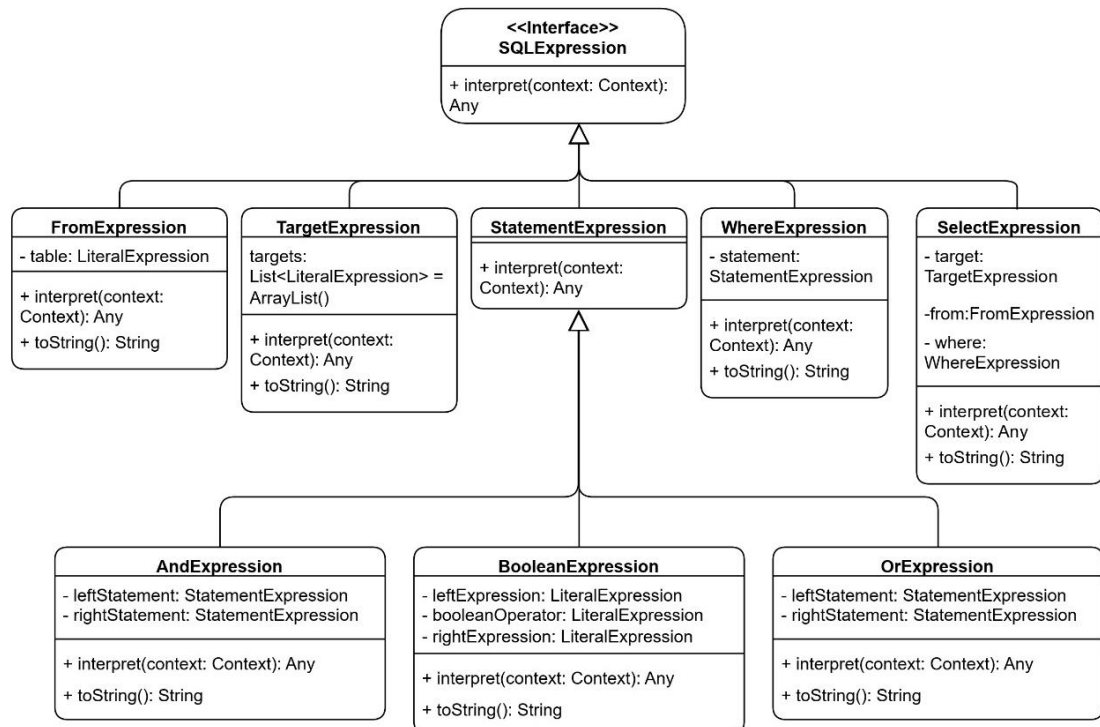 <<Interface>>
SQLExpression
+ interpret(context: Context):
Any
FromExpression
- table: LiteralExpression
+ interpret(context:
Context): Any
+ toString(): String
TargetExpression
targets:
List<LiteralExpression> =
ArrayList()
+ interpret(context:
Context): Any
+ toString(): String
StatementExpression
+ interpret(context:
Context): Any
WhereExpression
- statement:
StatementExpression
+ interpret(context:
Context): Any
+ toString(): String
SelectExpression
- target:
TargetExpression
-from:FromExpression
- where:
WhereExpression
+ interpret(context:
Context): Any
+ toString(): String
AndExpression
- leftStatement: StatementExpression
- rightStatement: StatementExpression
+ interpret(context: Context): Any
+ toString(): String
BooleanExpression
- leftExpression: LiteralExpression
- booleanOperator: LiteralExpression
- rightExpression: LiteralExpression
+ interpret(context: Context): Any
+ toString(): String
OrExpression
- leftStatement: StatementExpression
- rightStatement: StatementExpression
+ interpret(context: Context): Any
+ toString(): String